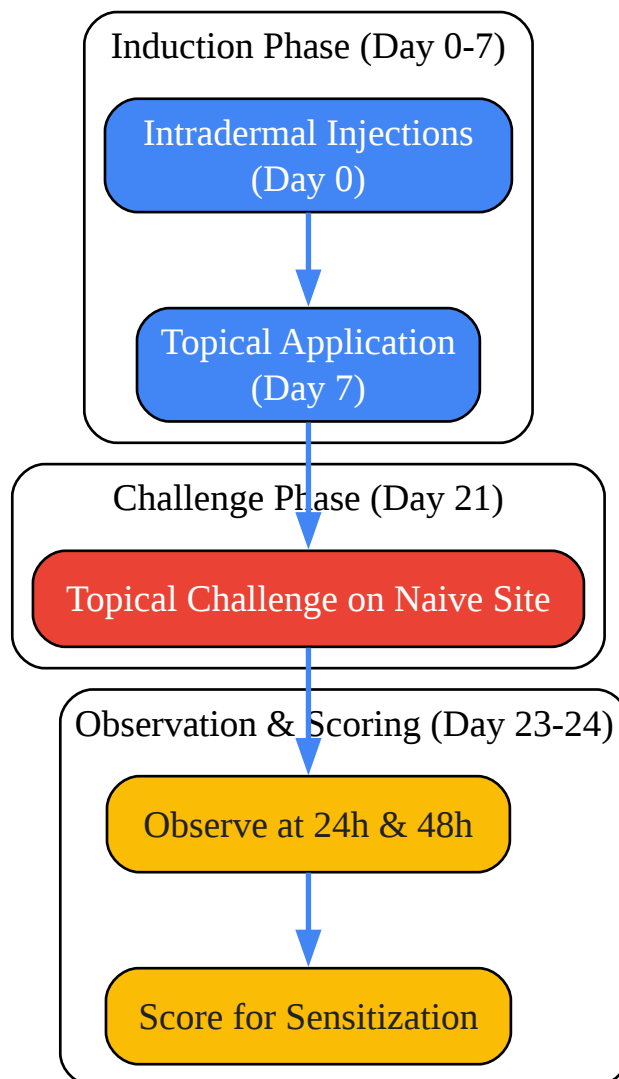 Induction Phase (Day 0-7)
Intradermal Injections
(Day 0)
Topical Application
(Day 7)
Challenge Phase (Day 21)
Topical Challenge on Naive Site
Observation & Scoring (Day 23-24)
Observe at 24h & 48h
Score for Sensitization